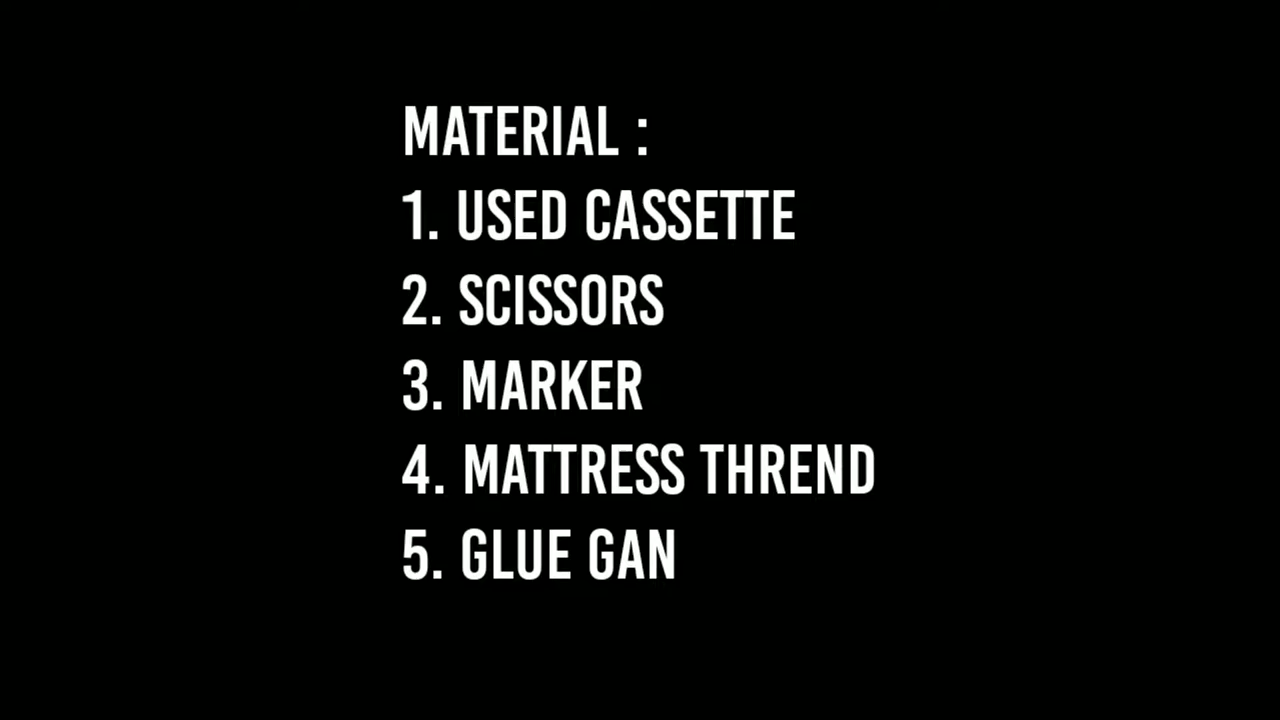 MATERIAL :
1. USED CASSETTE
2. SCISSORS
3. MARKER
4. MATTRESS THREND
5. GLUE GAN